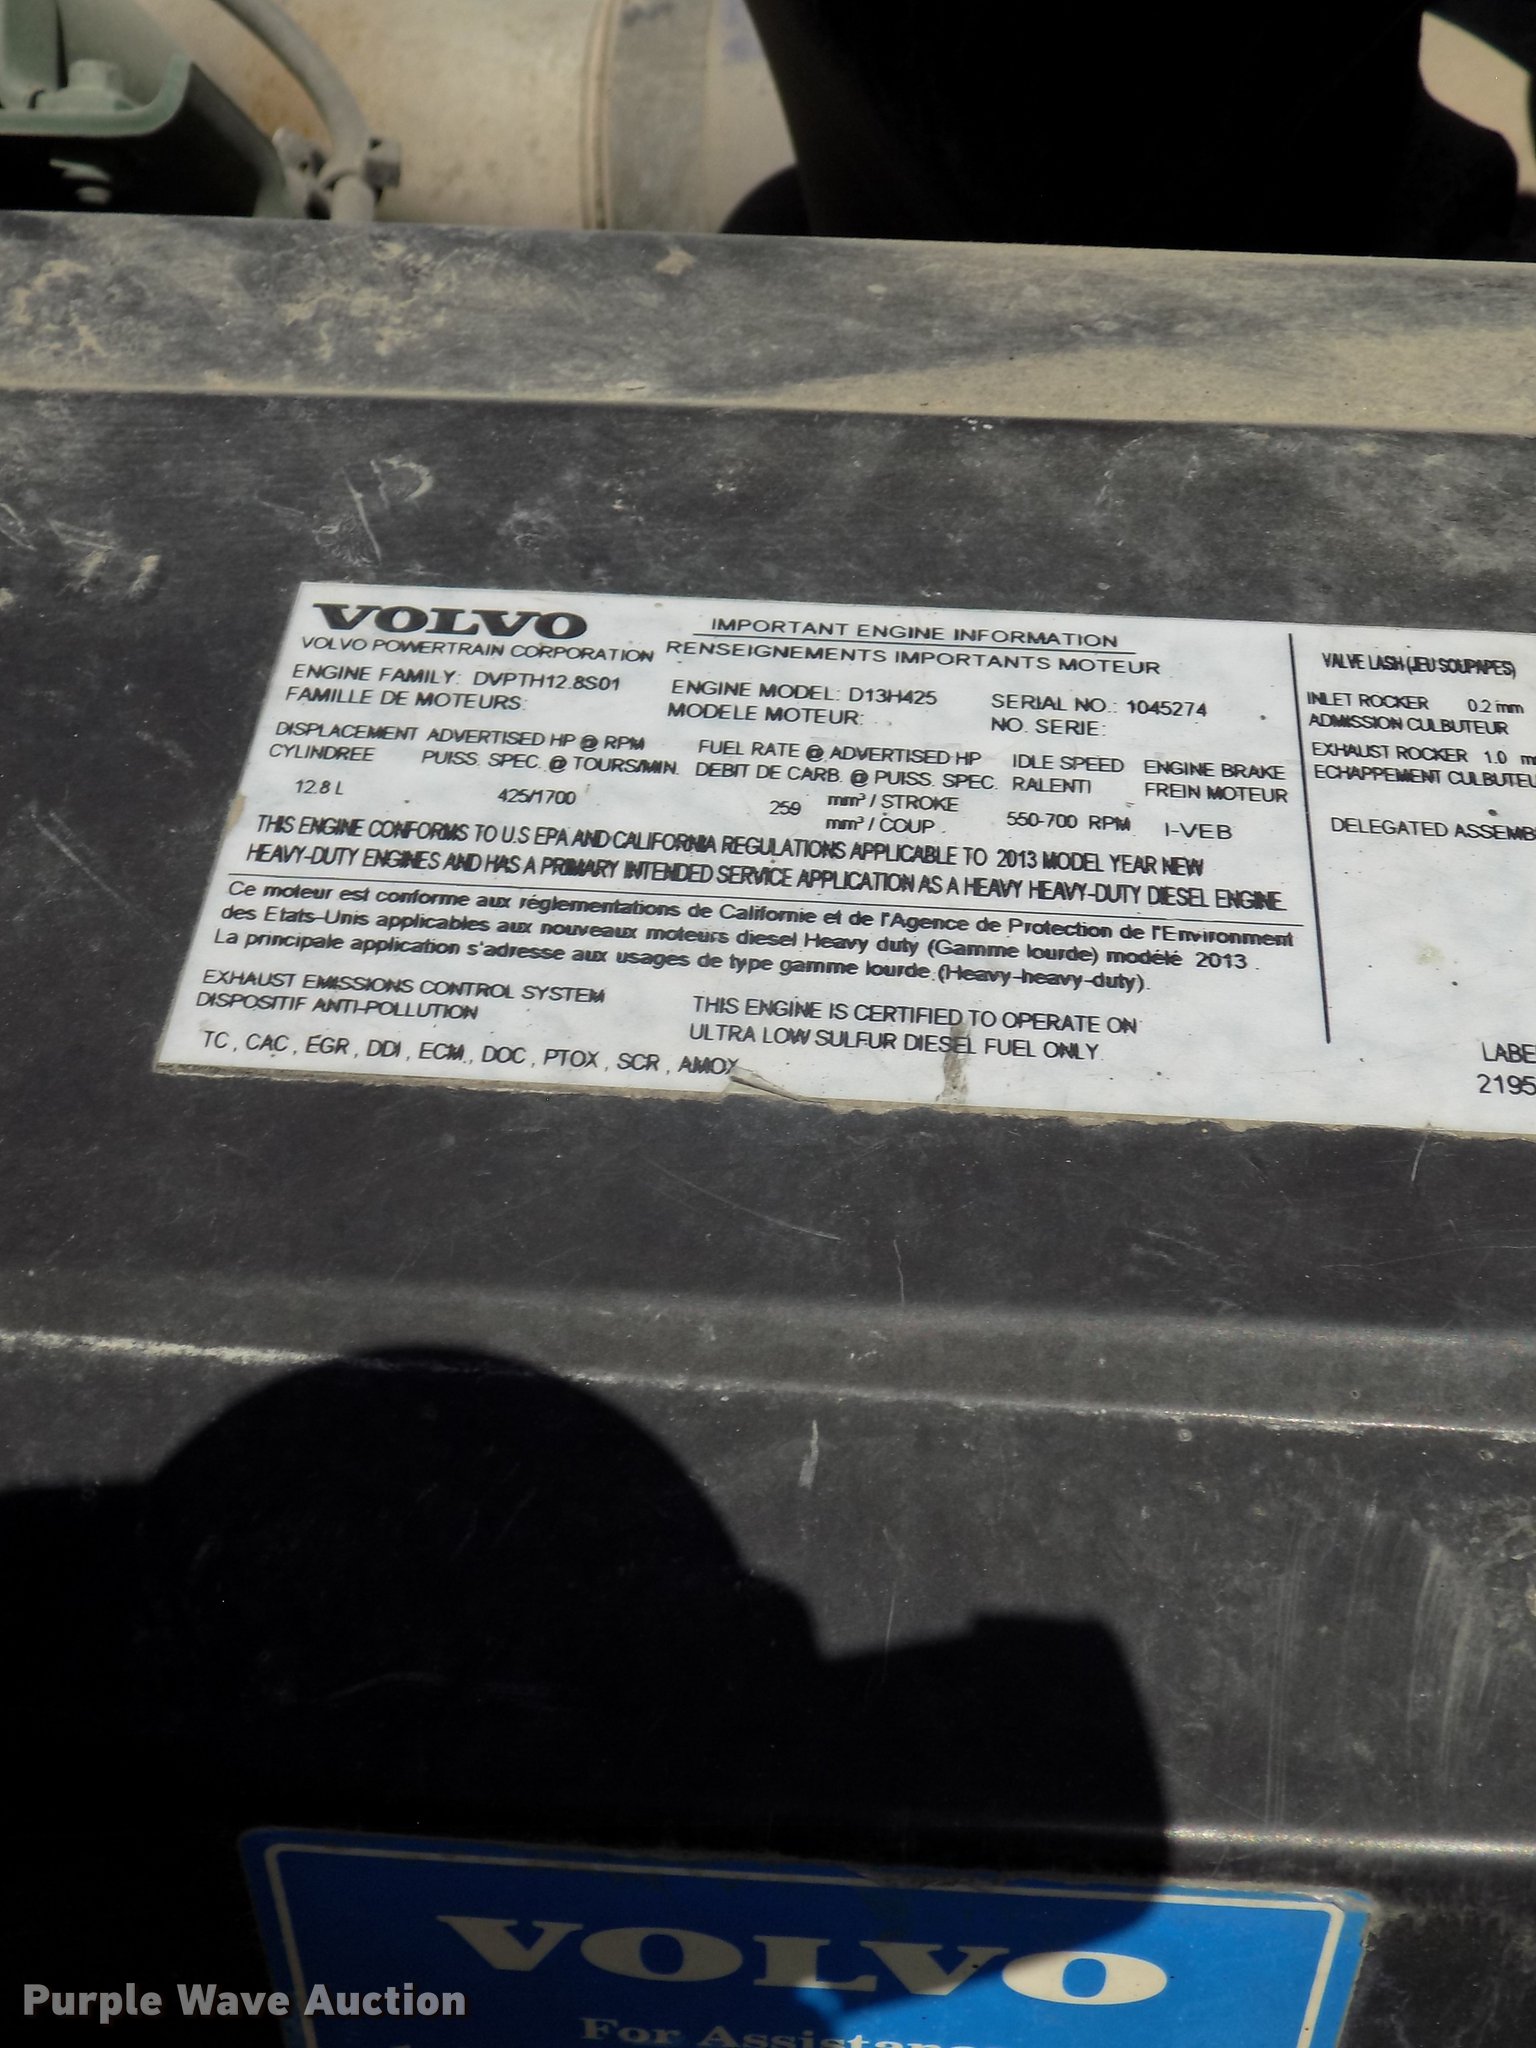 VOLVO
VOLVO POWERTRAIN CORPORATION
IMPORTANT ENGINE INFORMATION
RENSEIGNEMENTS IMPORTANTS MOTEUR
ENGINE FAMILY: DVPTH12.8S01
FAMILLE DE MOTEURS:
ENGINE MODEL: D13H425
MODELE MOTEUR:
SERIAL NO.: 1045274
NO. SERIE:
DISPLACEMENT
CYLINDREE
12.8 L
ADVERTISED HP @ RPM
PUISS. SPEC. @ TOURS/MIN.
425/1700
FUEL RATE @ ADVERTISED HP
DEBIT DE CARB. @ PUISS. SPEC.
259 mm³ / STROKE
mm³ / COUP
IDLE SPEED
RALENTI
550-700 RPM
ENGINE BRAKE
FREIN MOTEUR
I-VEB
THIS ENGINE CONFORMS TO U.S EPA AND CALIFORNIA REGULATIONS APPLICABLE TO 2013 MODEL YEAR NEW
HEAVY-DUTY ENGINES AND HAS A PRIMARY INTENDED SERVICE APPLICATION AS A HEAVY HEAVY-DUTY DIESEL ENGINE.
Ce moteur est conforme aux réglementations de Californie et de l'Agence de Protection de l'Environment
des Etats-Unis applicables aux nouveaux moteurs diesel Heavy duty (Gamme lourde) modélé 2013 .
La principale application s'adresse aux usages de type gamme lourde.(Heavy-heavy-duty).
EXHAUST EMISSIONS CONTROL SYSTEM
DISPOSITIF ANTI-POLLUTION
TC , CAC , EGR , DDI , ECM , DOC , PTOX , SCR , AMOX
THIS ENGINE IS CERTIFIED TO OPERATE ON
ULTRA LOW SULFUR DIESEL FUEL ONLY.
VALVE LASH (JEU SOUPAPES)
INLET ROCKER 0.2 mm
ADMISSION CULBUTEUR
EXHAUST ROCKER 1.0
ECHAPPEMENT CULBUTEU
DELEGATED ASSEMB
LABE
2195
VOLVO
For Assistanc
Purple Wave Auction